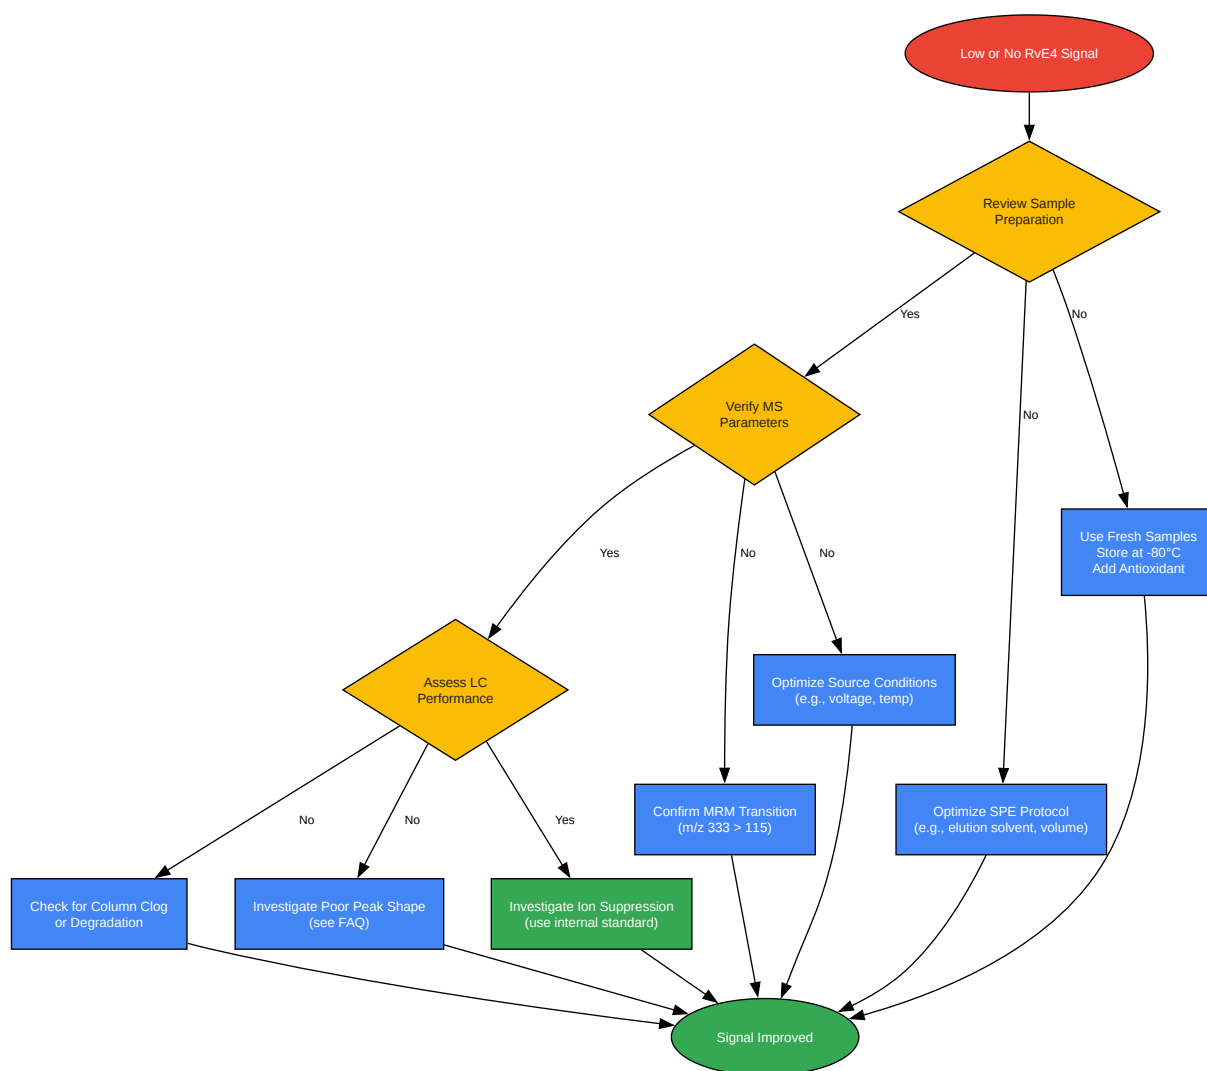 Low or No RvE4 Signal
Review Sample
Preparation
Yes
No
No
Verify MS
Parameters
Use Fresh Samples
Store at -80°C
Add Antioxidant
Yes
No
No
Assess LC
Performance
Optimize Source Conditions
(e.g., voltage, temp)
Confirm MRM Transition
(m/z 333 > 115)
Optimize SPE Protocol
(e.g., elution solvent, volume)
No
No
Yes
Check for Column Clog
or Degradation
Investigate Poor Peak Shape
(see FAQ)
Investigate Ion Suppression
(use internal standard)
Signal Improved